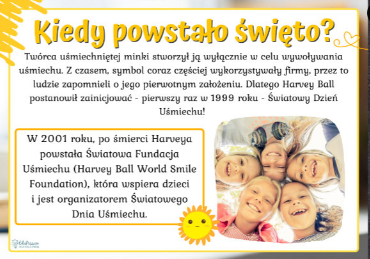 Kiedy powstało święto?
Twórca uśmiechniętej minki stworzył ją wyłącznie w celu wywoływania
uśmiechu. Z czasem, symbol coraz częściej wykorzystywały firmy, przez to
ludzie zapomnieli o jego pierwotnym założeniu. Dlatego Harvey Ball
postanowił zainicjować - pierwszy raz w 1999 roku - Światowy Dzień
Uśmiechu!
W 2001 roku, po śmierci Harveya
powstała Światowa Fundacja
Uśmiechu (Harvey Ball World Smile
Foundation), która wspiera dzieci
i jest organizatorem Światowego
Dnia Uśmiechu.